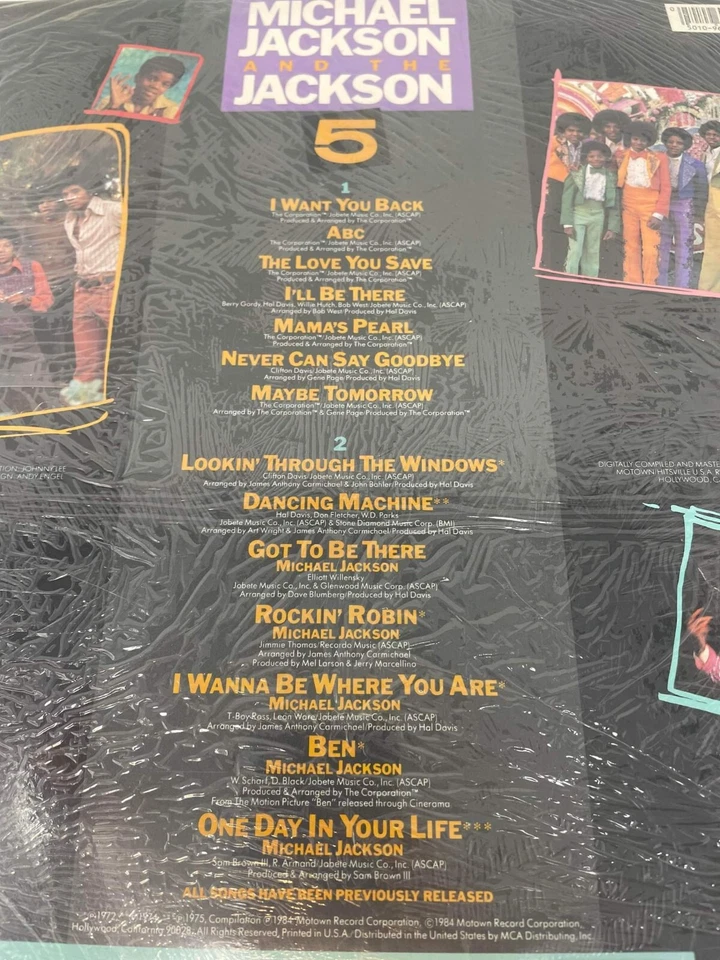 MICHAEL
JACKSON
AND THE
JACKSON
5
1
I WANT YOU BACK
The Corporation™/Jobete Music Co., Inc. (ASCAP)
Produced & Arranged by The Corporation™
ABC
The Corporation™/Jobete Music Co., Inc. (ASCAP)
Produced & Arranged by The Corporation™
THE LOVE YOU SAVE
The Corporation™/Jobete Music Co., Inc. (ASCAP)
Produced & Arranged by The Corporation™
I'LL BE THERE
Berry Gordy, Hal Davis, Willie Hutch, Bob West/Jobete Music Co., Inc. (ASCAP)
Arranged by Bob West/Produced by Hal Davis
MAMA'S PEARL
The Corporation™/Jobete Music Co., Inc. (ASCAP)
Produced & Arranged by The Corporation™
NEVER CAN SAY GOODBYE
Clifton Davis/Jobete Music Co., Inc. (ASCAP)
Arranged by Gene Page/Produced by Hal Davis
MAYBE TOMORROW
The Corporation™/Jobete Music Co., Inc. (ASCAP)
Arranged by The Corporation™ & Gene Page/Produced by The Corporation™
2
LOOKIN' THROUGH THE WINDOWS*
Clifton Davis/Jobete Music Co., Inc. (ASCAP)
Arranged by James Anthony Carmichael & John Bahler/Produced by Hal Davis
DANCING MACHINE**
Hal Davis, Don Fletcher, W.D. Parks
Jobete Music Co., Inc. (ASCAP) & Stone Diamond Music Corp. (BMI)
Arranged by Art Wright & James Anthony Carmichael/Produced by Hal Davis
GOT TO BE THERE
MICHAEL JACKSON
Elliott Willensky
Jobete Music Co., Inc. & Glenwood Music Corp. (ASCAP)
Arranged by Dave Blumberg/Produced by Hal Davis
ROCKIN' ROBIN*
MICHAEL JACKSON
Jimmie Thomas/Recordo Music (ASCAP)
Arranged by James Anthony Carmichael
Produced by Mel Larson & Jerry Marcellino
I WANNA BE WHERE YOU ARE*
MICHAEL JACKSON
T-Boy Ross, Leon Ware/Jobete Music Co., Inc. (ASCAP)
Arranged by James Anthony Carmichael/Produced by Hal Davis
BEN*
MICHAEL JACKSON
W. Scharf, D. Black/Jobete Music Co., Inc. (ASCAP)
Produced & Arranged by The Corporation™
From The Motion Picture "Ben" released through Cinerama
ONE DAY IN YOUR LIFE***
MICHAEL JACKSON
Sam Brown III, R. Armand/Jobete Music Co., Inc. (ASCAP)
Produced & Arranged by Sam Brown III
ALL SONGS HAVE BEEN PREVIOUSLY RELEASED
1975, Compilation ℗ 1984 Motown Record Corporation, © 1984 Motown Record Corporation,
Hollywood, California 90028. All Rights Reserved, Printed in U.S.A./Distributed in the United States by MCA Distributing, Inc.
TION: JOHNNY LEE
GN: ANDY ENGEL
DIGITALLY COMPILED AND MASTE
MOTOWN/HITSVILLE U.S.A. R
HOLLYWOOD, C